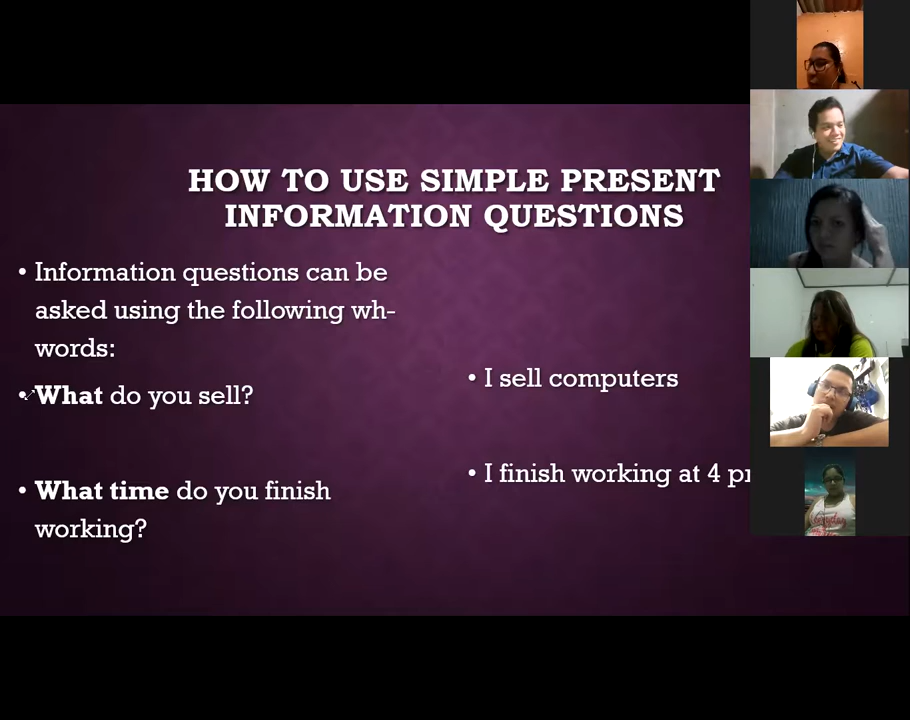 HOW TO USE SIMPLE PRESENT
INFORMATION QUESTIONS
• Information questions can be
asked using the following wh-
words:
• What do you sell?
• I sell computers
• What time do you finish
working?
• I finish working at 4